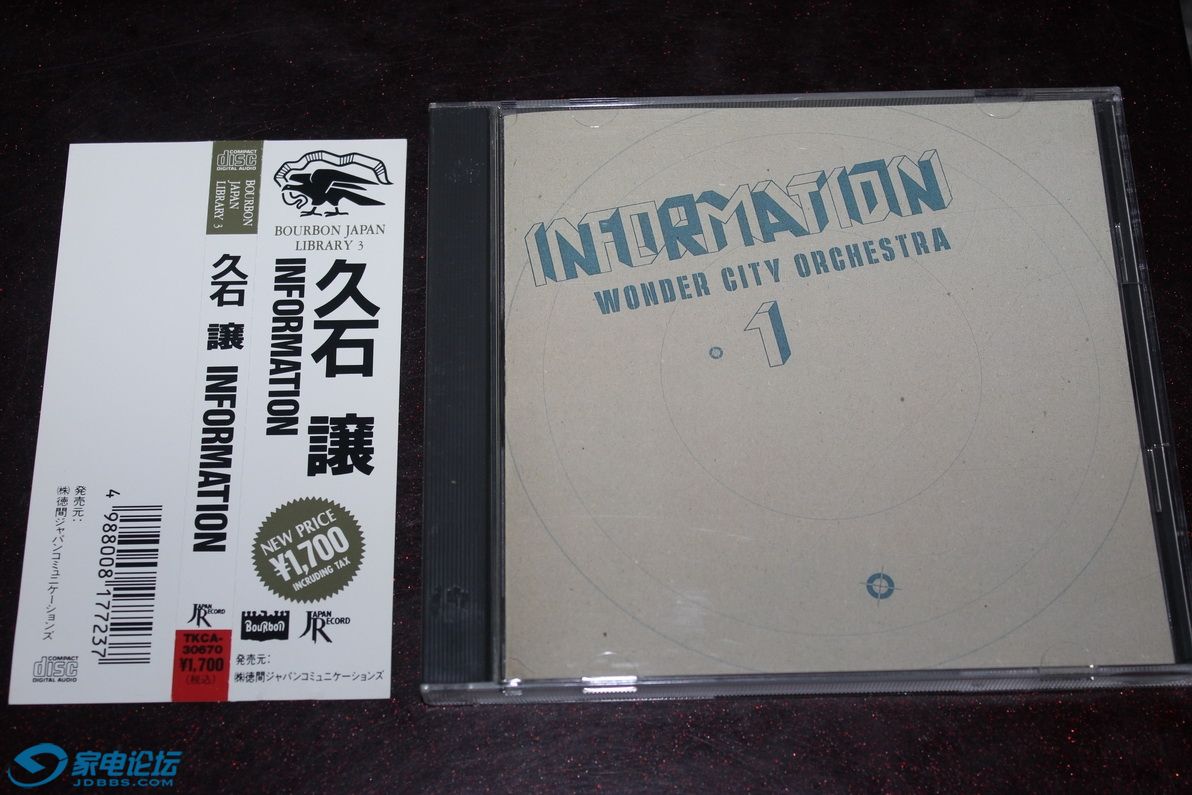 発売元:
㈱徳間ジャパンコミュニケーションズ
4 988008 177237
COMPACT
disc
DIGITAL AUDIO
COMPACT
disc
DIGITAL AUDIO
BOURBON
JAPAN
LIBRARY 3
久石 譲 INFORMATION
JAPAN RECORD
TKCA-
30670
¥1,700
(税込)
BOURBON JAPAN
LIBRARY 3
久石 譲
INFORMATION
NEW PRICE
¥1,700
INCRUDING TAX
BouRbon
JAPAN RECORD
発売元:
㈱徳間ジャパンコミュニケーションズ
INFORMATION
WONDER CITY ORCHESTRA
1
家电论坛
JDBBS.COM